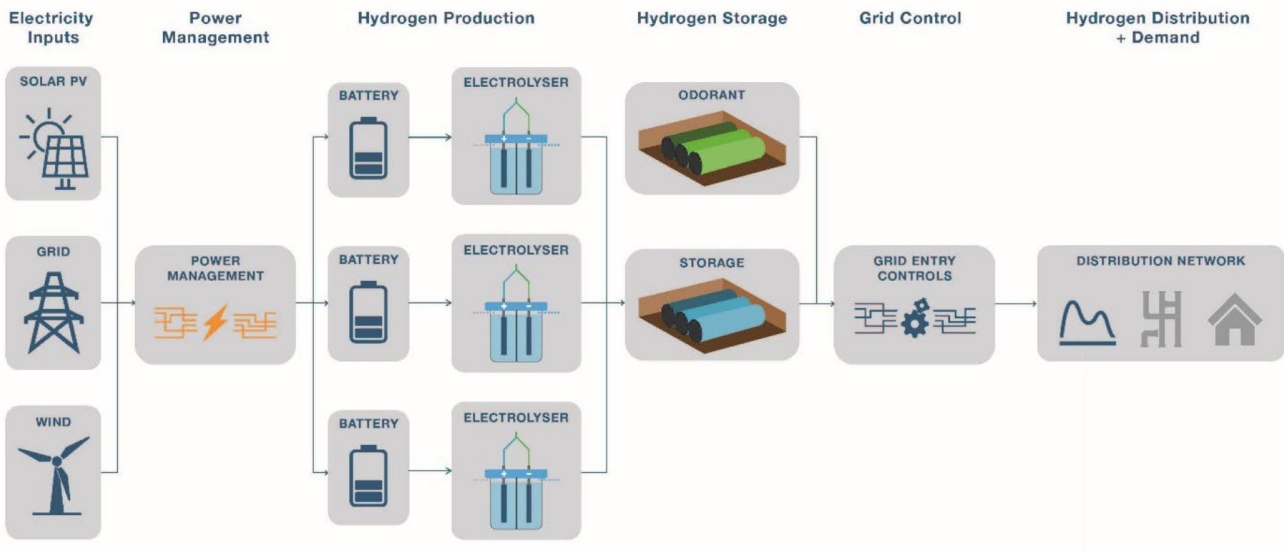 Electricity
Inputs
Power
Management
Hydrogen Production
Hydrogen Storage
Grid Control
Hydrogen Distribution
+ Demand
SOLAR PV
BATTERY
ELECTROLYSER
ODORANT
GRID
POWER
MANAGEMENT
BATTERY
ELECTROLYSER
STORAGE
GRID ENTRY
CONTROLS
DISTRIBUTION NETWORK
WIND
BATTERY
ELECTROLYSER